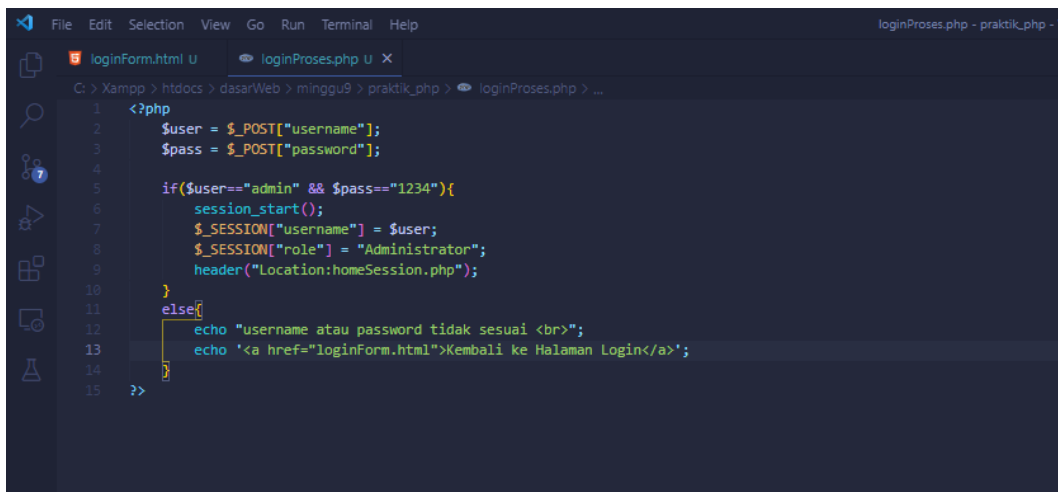 File Edit Selection View Go Run Terminal Help loginProses.php - praktik_php -
loginForm.html U loginProses.php U ×
C: > Xampp > htdocs > dasarWeb > minggu9 > praktik_php > loginProses.php > ...
1 <?php
2 $user = $_POST["username"];
3 $pass = $_POST["password"];
4
5 if($user=="admin" && $pass=="1234"){
6 session_start();
7 $_SESSION["username"] = $user;
8 $_SESSION["role"] = "Administrator";
9 header("Location:homeSession.php");
10 }
11 else{
12 echo "username atau password tidak sesuai <br>";
13 echo '<a href="loginForm.html">Kembali ke Halaman Login</a>';
14 }
15 ?>
7